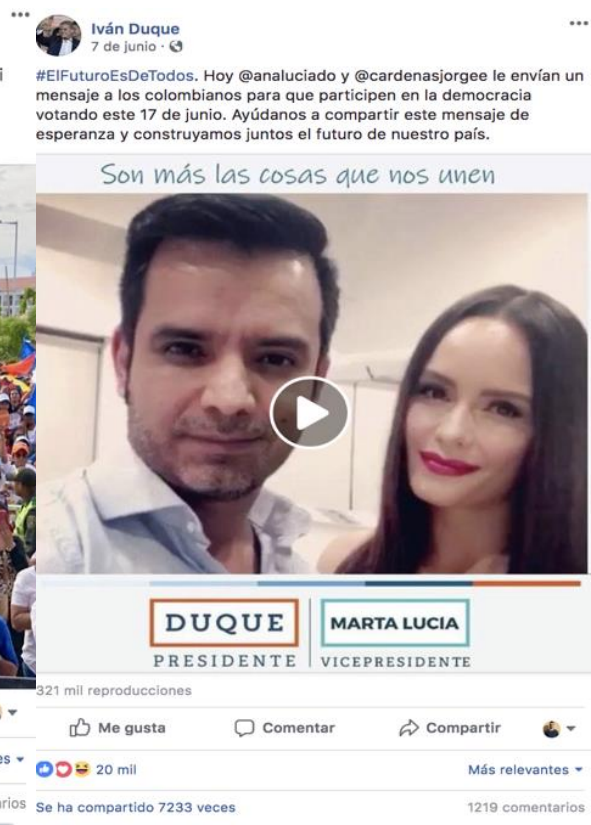 Iván Duque
7 de junio
#ElFuturoEsDeTodos. Hoy @analuciado y @cardenasjorgee le envían un
mensaje a los colombianos para que participen en la democracia
votando este 17 de junio. Ayúdanos a compartir este mensaje de
esperanza y construyamos juntos el futuro de nuestro país.
Son más las cosas que nos unen
DUQUE
PRESIDENTE
MARTA LUCIA
VICEPRESIDENTE
321 mil reproducciones
Me gusta
Comentar
Compartir
20 mil
Más relevantes
Se ha compartido 7233 veces
1219 comentarios